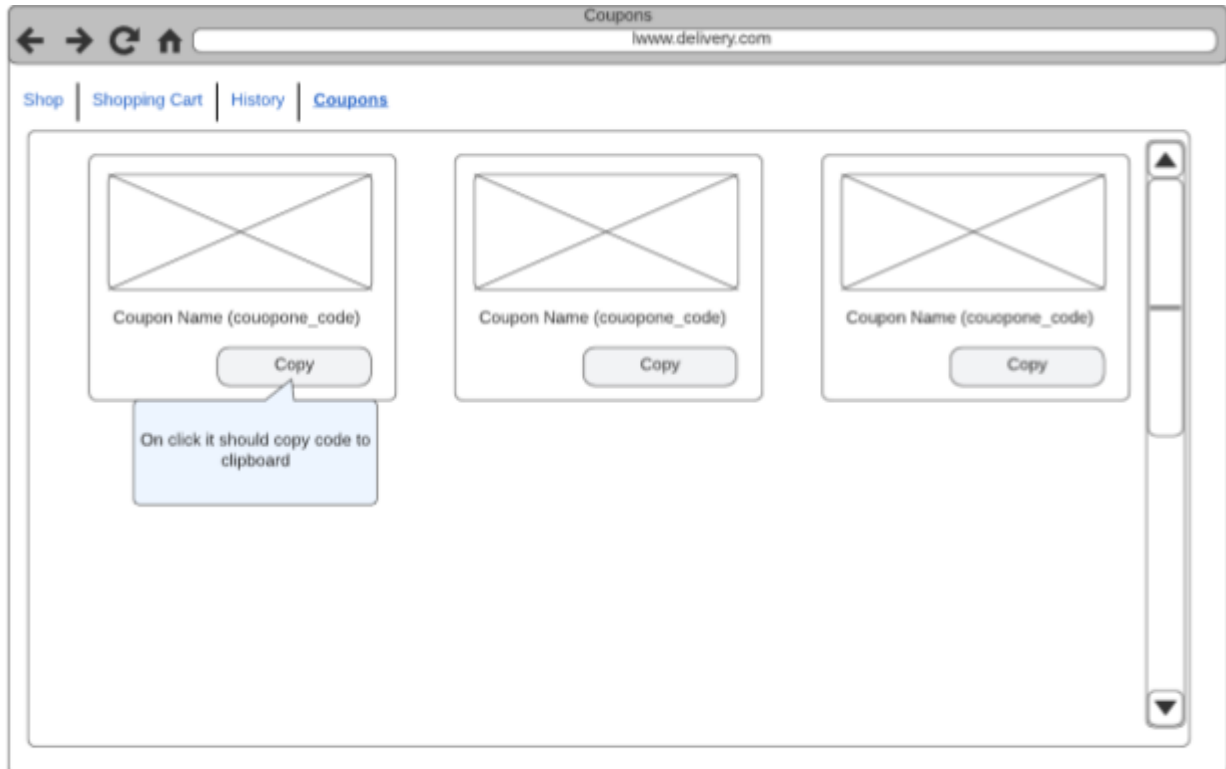 Coupons
lwww.delivery.com
Shop Shopping Cart History Coupons
Coupon Name (couopone_code) Coupon Name (couopone_code) Coupon Name (couopone_code)
Copy Copy Copy
On click it should copy code to
clipboard